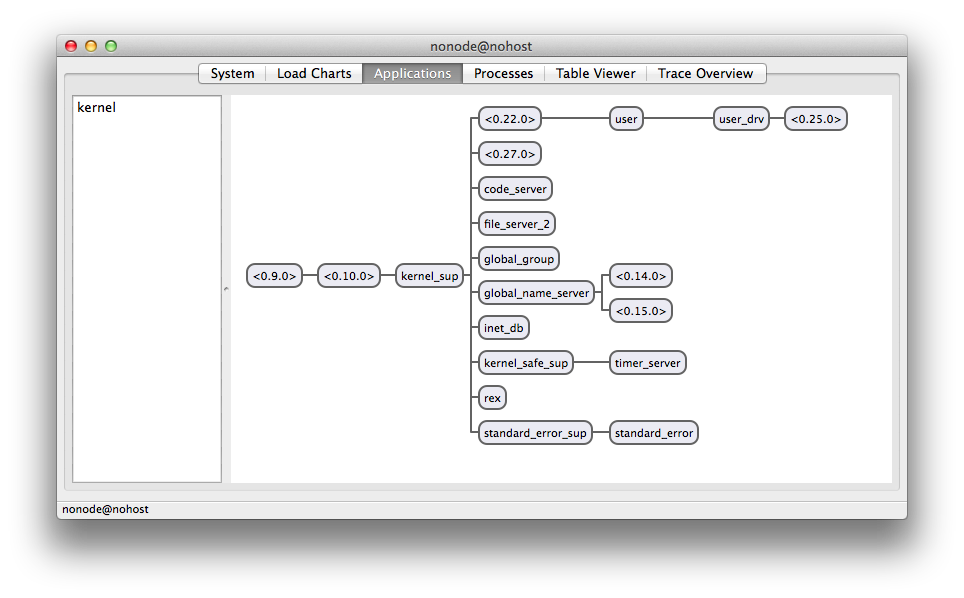 nonode@nohost
System Load Charts Applications Processes Table Viewer Trace Overview
kernel
<0.22.0> user user_drv <0.25.0>
<0.27.0>
code_server
file_server_2
global_group
<0.9.0> <0.10.0> kernel_sup <0.14.0>
global_name_server
<0.15.0>
inet_db
kernel_safe_sup timer_server
rex
standard_error_sup standard_error
nonode@nohost